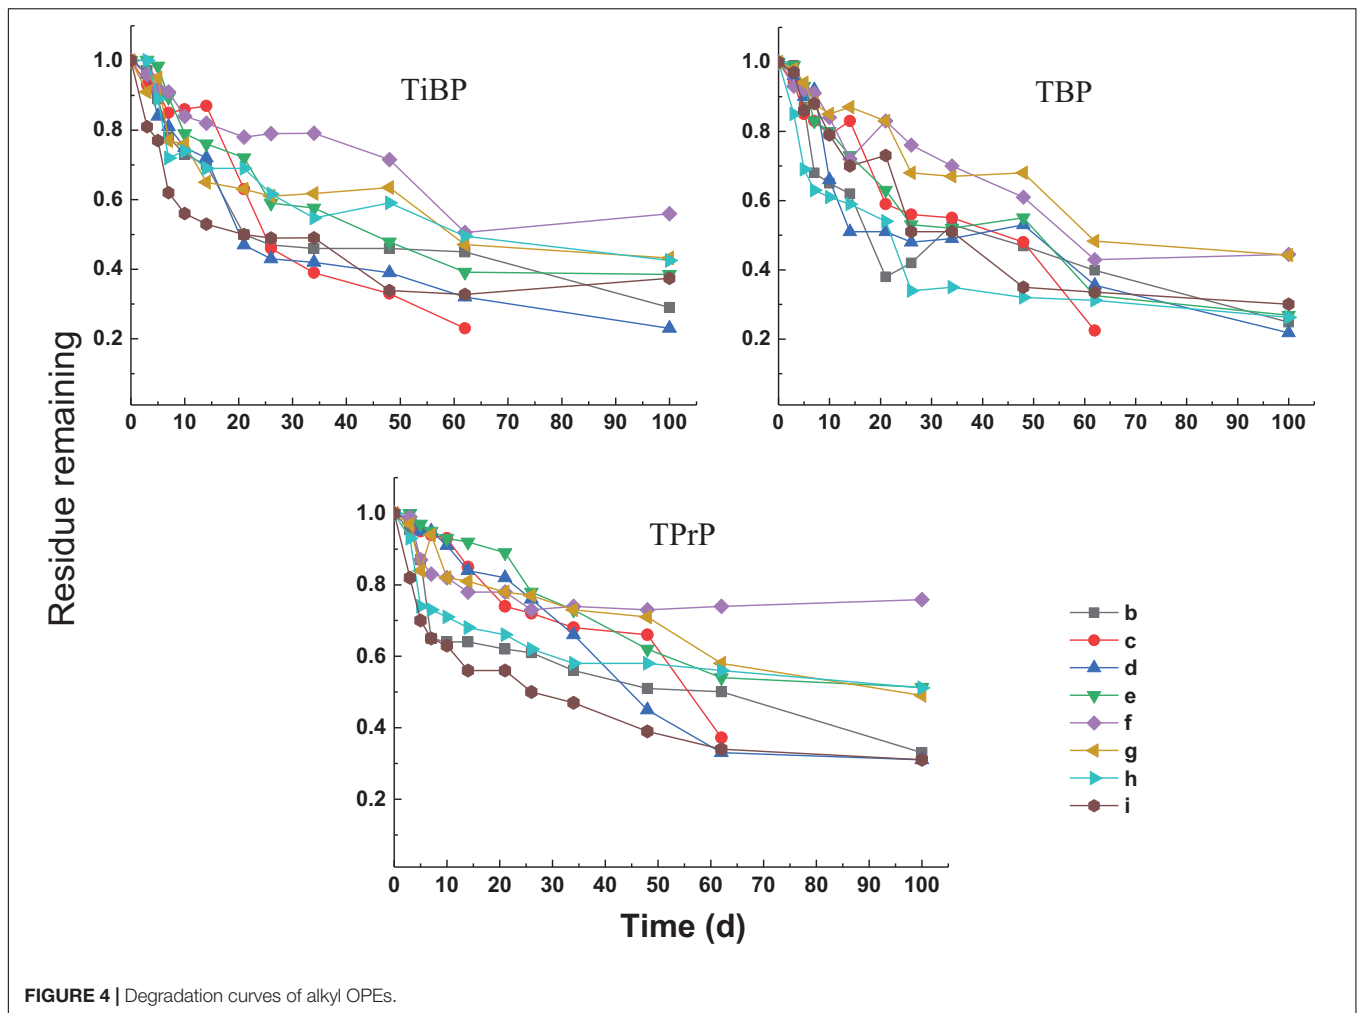 TiBP
1.0
0.8
0.6
0.4
0.2
0 10 20 30 40 50 60 70 80 90 100
TBP
1.0
0.8
0.6
0.4
0.2
0 10 20 30 40 50 60 70 80 90 100
Residue remaining
TPrP
1.0
0.8
0.6
0.4
0.2
0 10 20 30 40 50 60 70 80 90 100
Time (d)
b
c
d
e
f
g
h
i
FIGURE 4 | Degradation curves of alkyl OPEs.